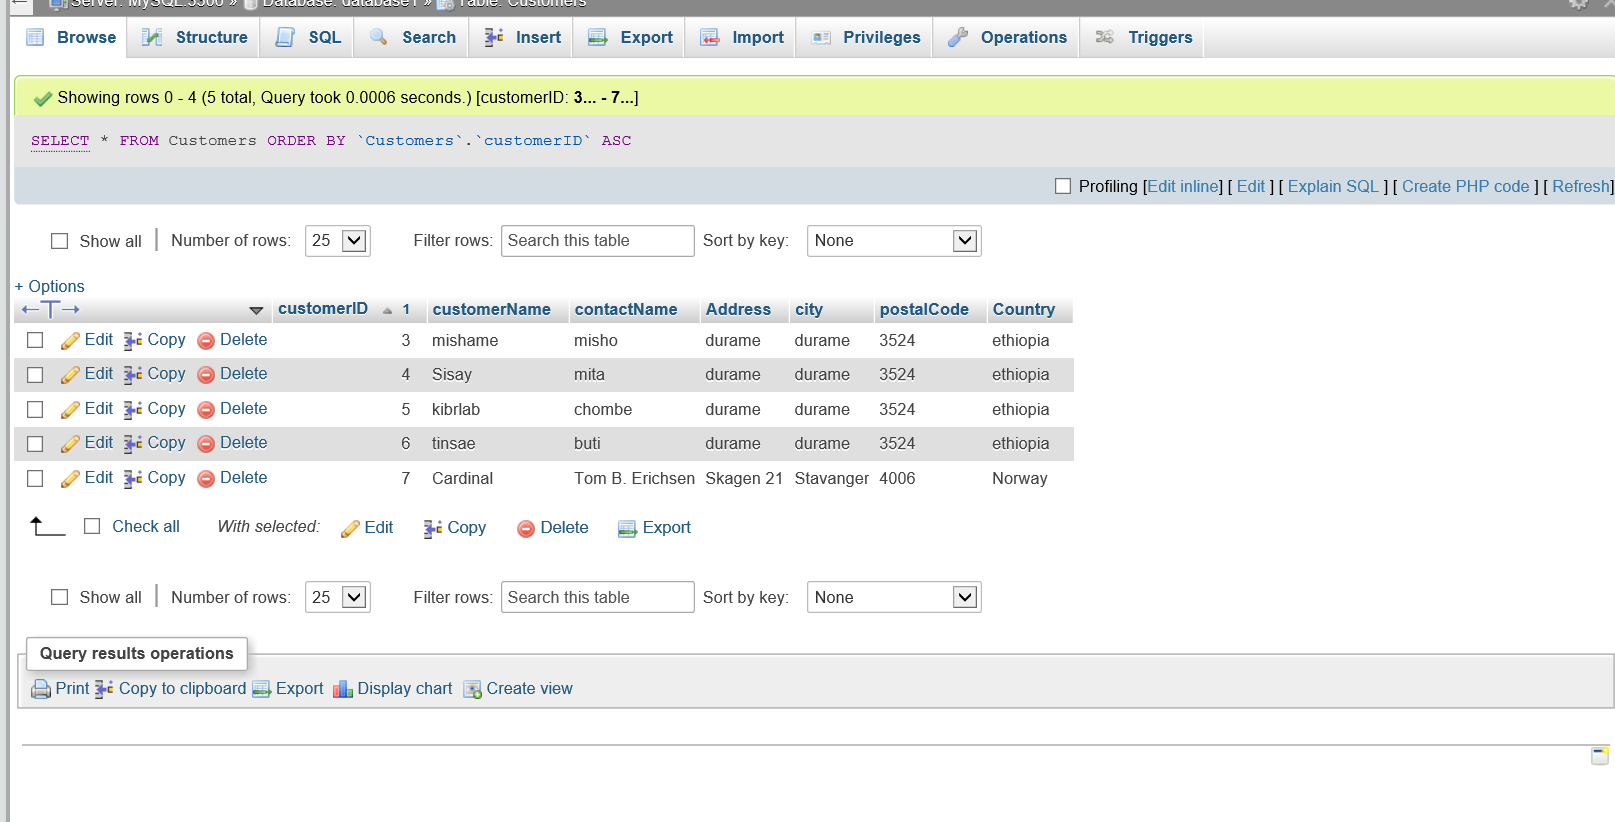 Server: MySQL:3306 » Database: database1 » Table: Customers
Browse Structure SQL Search Insert Export Import Privileges Operations Triggers
Showing rows 0 - 4 (5 total, Query took 0.0006 seconds.) [customerID: 3... - 7...]
SELECT * FROM Customers ORDER BY `Customers`.`customerID` ASC
Profiling [Edit inline] [ Edit ] [ Explain SQL ] [ Create PHP code ] [ Refresh]
Show all | Number of rows: 25 Filter rows: Search this table Sort by key: None
+ Options
←T→ customerID 1 customerName contactName Address city postalCode Country
Edit Copy Delete 3 mishame misho durame durame 3524 ethiopia
Edit Copy Delete 4 Sisay mita durame durame 3524 ethiopia
Edit Copy Delete 5 kibrlab chombe durame durame 3524 ethiopia
Edit Copy Delete 6 tinsae buti durame durame 3524 ethiopia
Edit Copy Delete 7 Cardinal Tom B. Erichsen Skagen 21 Stavanger 4006 Norway
Check all With selected: Edit Copy Delete Export
Show all | Number of rows: 25 Filter rows: Search this table Sort by key: None
Query results operations
Print Copy to clipboard Export Display chart Create view